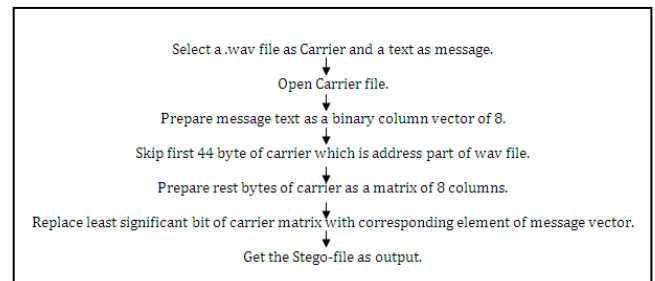 Select a .wav file as Carrier and a text as message.
Open Carrier file.
Prepare message text as a binary column vector of 8.
Skip first 44 byte of carrier which is address part of wav file.
Prepare rest bytes of carrier as a matrix of 8 columns.
Replace least significant bit of carrier matrix with corresponding element of message vector.
Get the Stego-file as output.